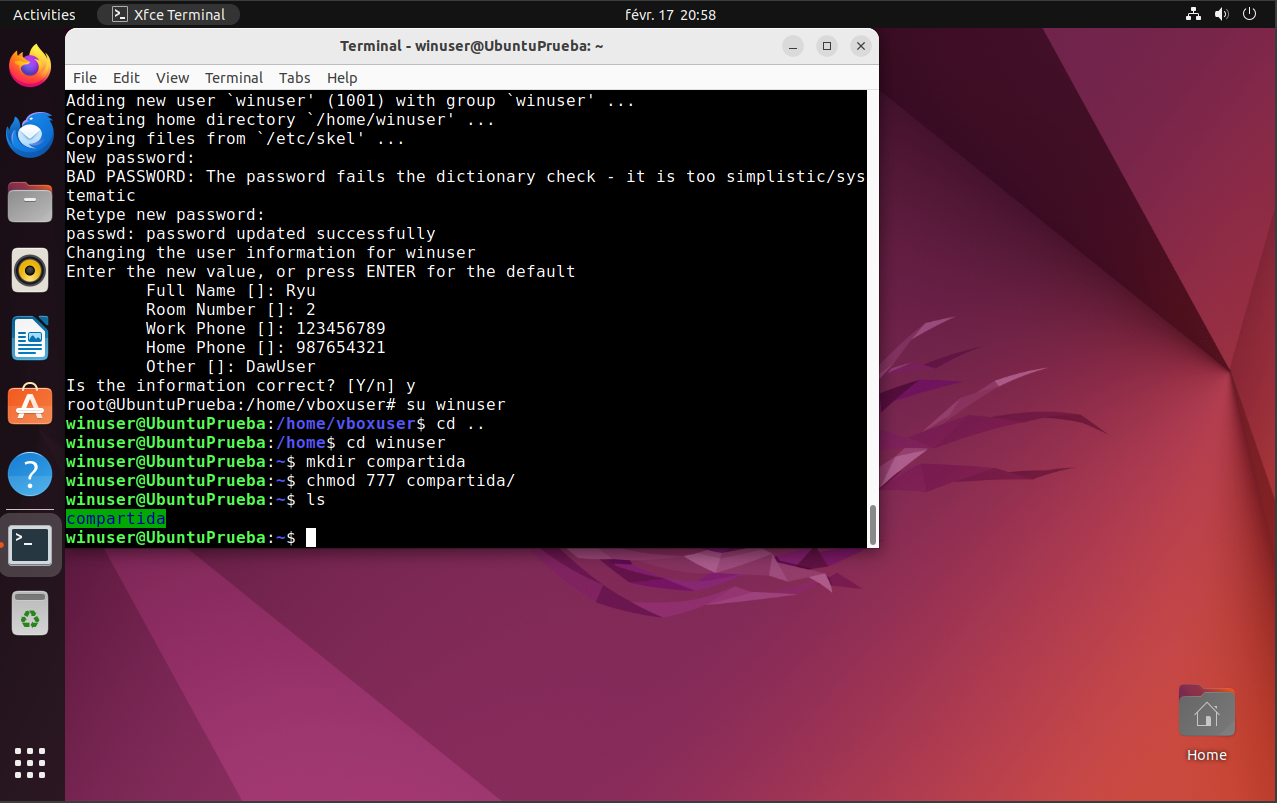 Activities
Xfce Terminal
févr. 17 20:58
Terminal - winuser@UbuntuPrueba: ~
File Edit View Terminal Tabs Help
Adding new user `winuser' (1001) with group `winuser' ...
Creating home directory `/home/winuser' ...
Copying files from `/etc/skel' ...
New password:
BAD PASSWORD: The password fails the dictionary check - it is too simplistic/sys
tematic
Retype new password:
passwd: password updated successfully
Changing the user information for winuser
Enter the new value, or press ENTER for the default
        Full Name []: Ryu
        Room Number []: 2
        Work Phone []: 123456789
        Home Phone []: 987654321
        Other []: DawUser
Is the information correct? [Y/n] y
root@UbuntuPrueba:/home/vboxuser# su winuser
winuser@UbuntuPrueba:/home/vboxuser$ cd ..
winuser@UbuntuPrueba:/home$ cd winuser
winuser@UbuntuPrueba:~$ mkdir compartida
winuser@UbuntuPrueba:~$ chmod 777 compartida/
winuser@UbuntuPrueba:~$ ls
compartida
winuser@UbuntuPrueba:~$
Home